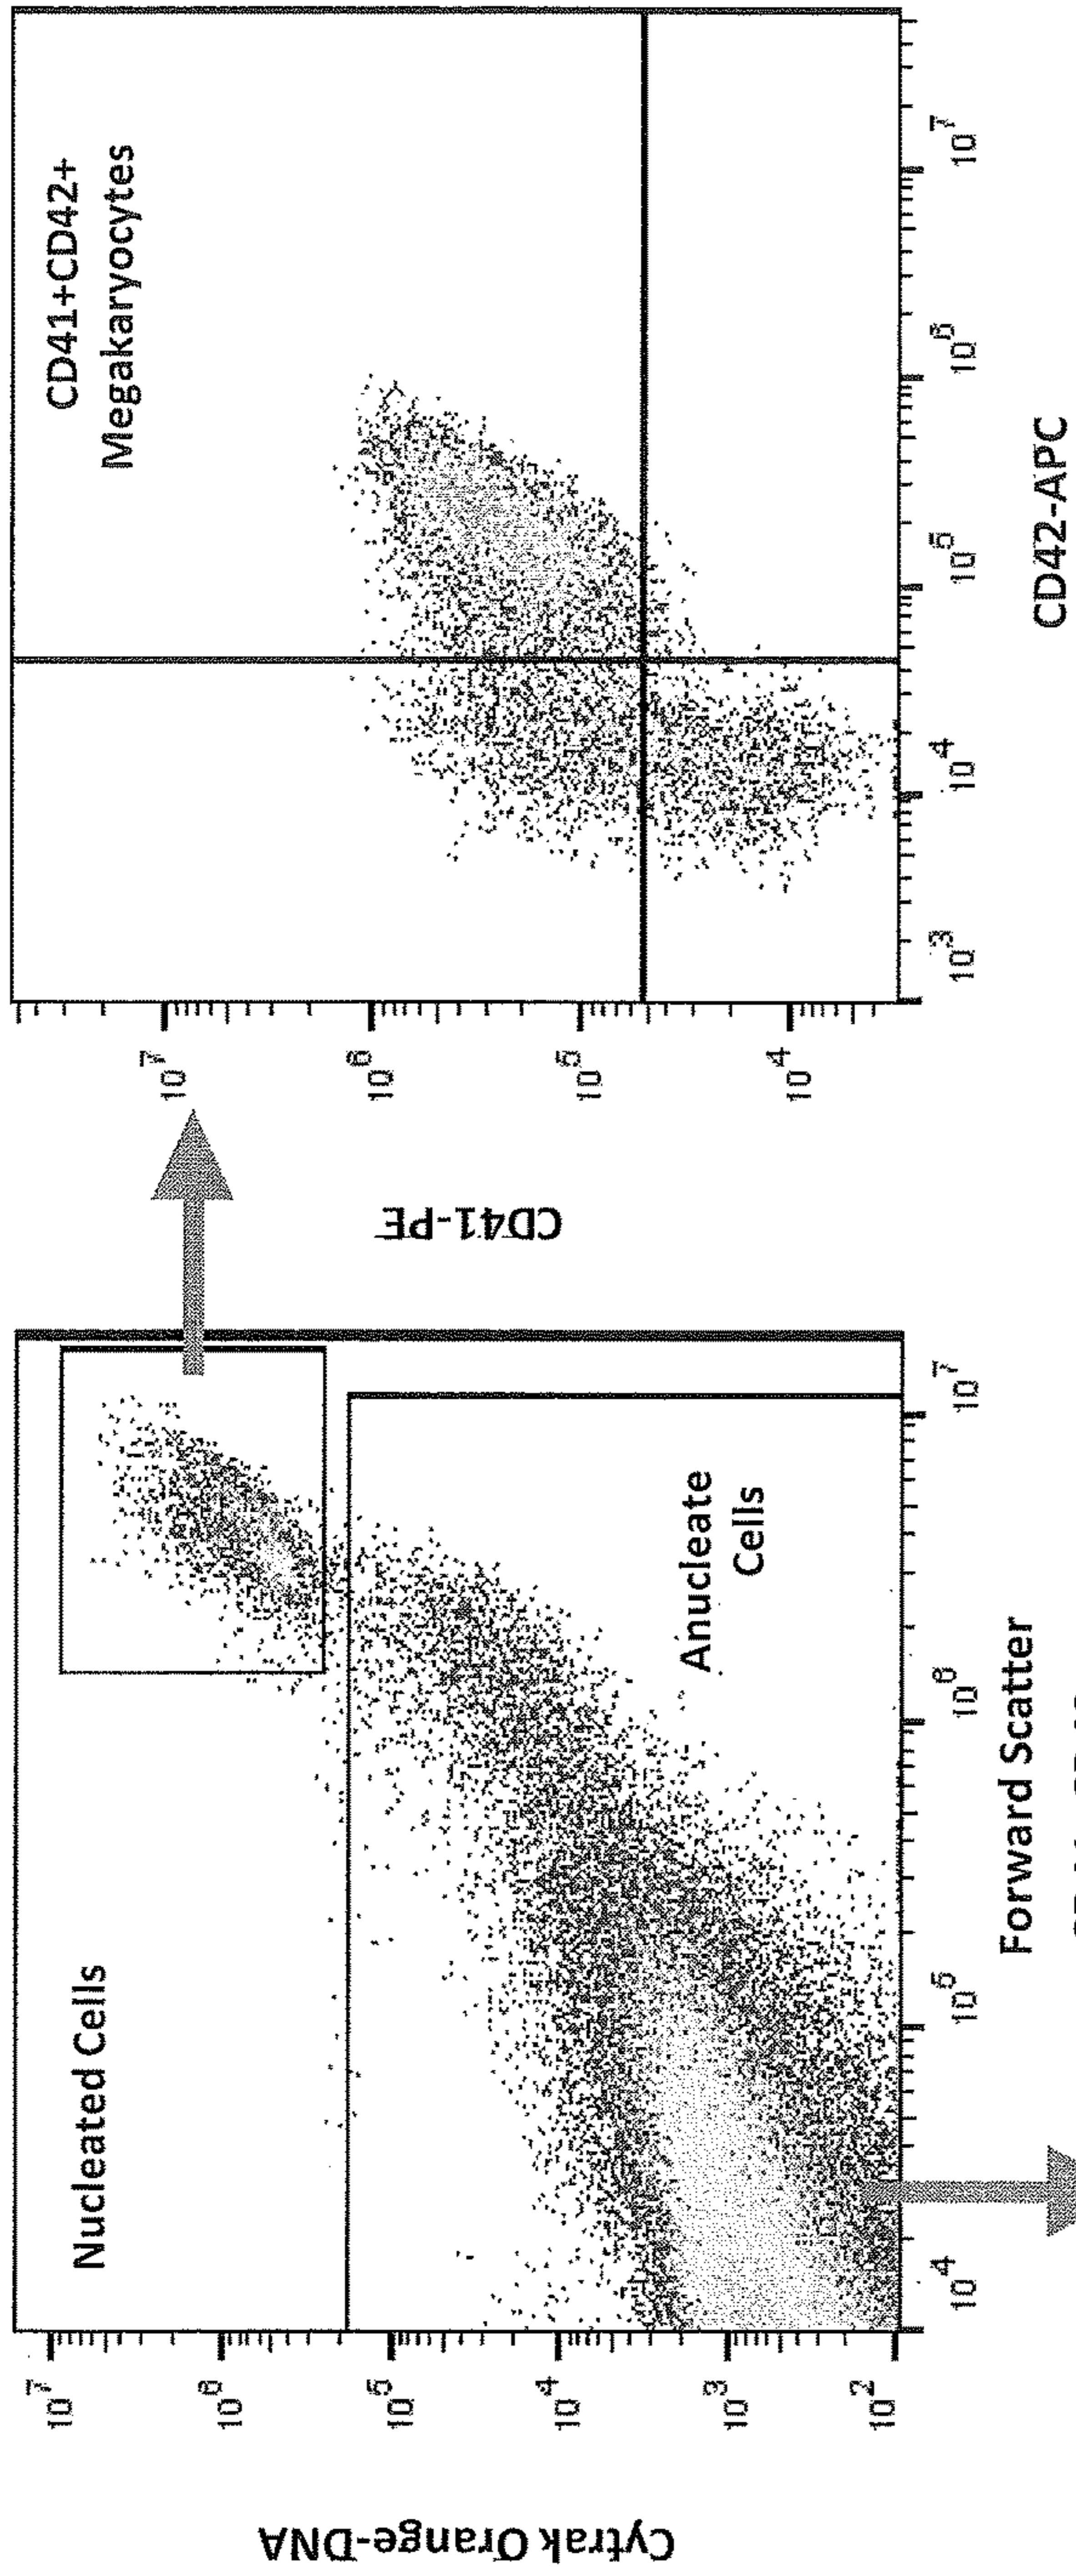 Nucleated Cells
Anucleate
Cells
10^7
10^6
10^5
10^4
10^3
10^2
Cytrak Orange-DNA
10^4
10^5
10^6
10^7
Forward Scatter
CD41+CD42+
Megakaryocytes
10^7
10^6
10^5
10^4
CD41-PE
10^3
10^4
10^5
10^6
10^7
CD42-APC